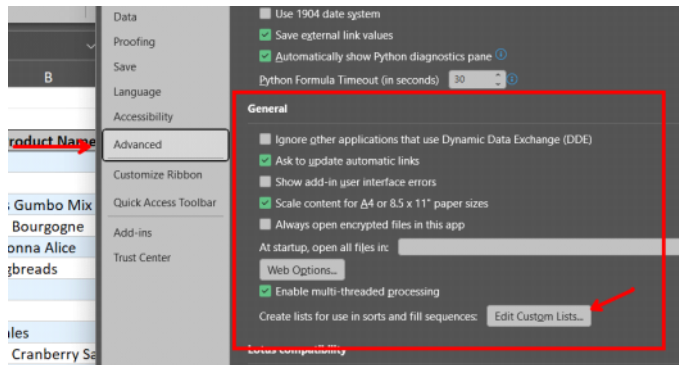 B
roduct Name
s Gumbo Mix
Bourgogne
onna Alice
gbreads
ales
Cranberry Sa
Data
Proofing
Save
Language
Accessibility
Advanced
Customize Ribbon
Quick Access Toolbar
Add-ins
Trust Center
Use 1904 date system
Save external link values
Automatically show Python diagnostics pane
Python Formula Timeout (in seconds) 30
General
Ignore other applications that use Dynamic Data Exchange (DDE)
Ask to update automatic links
Show add-in user interface errors
Scale content for A4 or 8.5 x 11" paper sizes
Always open encrypted files in this app
At startup, open all files in:
Web Options...
Enable multi-threaded processing
Create lists for use in sorts and fill sequences: Edit Custom Lists...
Lotus compatibility